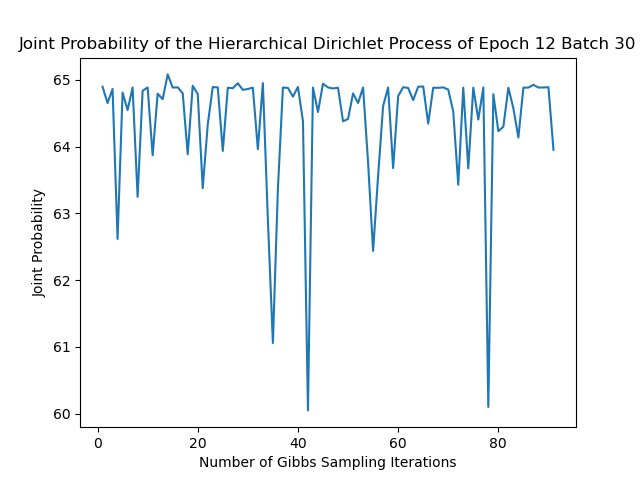 Joint Probability of the Hierarchical Dirichlet Process of Epoch 12 Batch 30
65
64
63
62
61
60
Joint Probability
0 20 40 60 80
Number of Gibbs Sampling Iterations